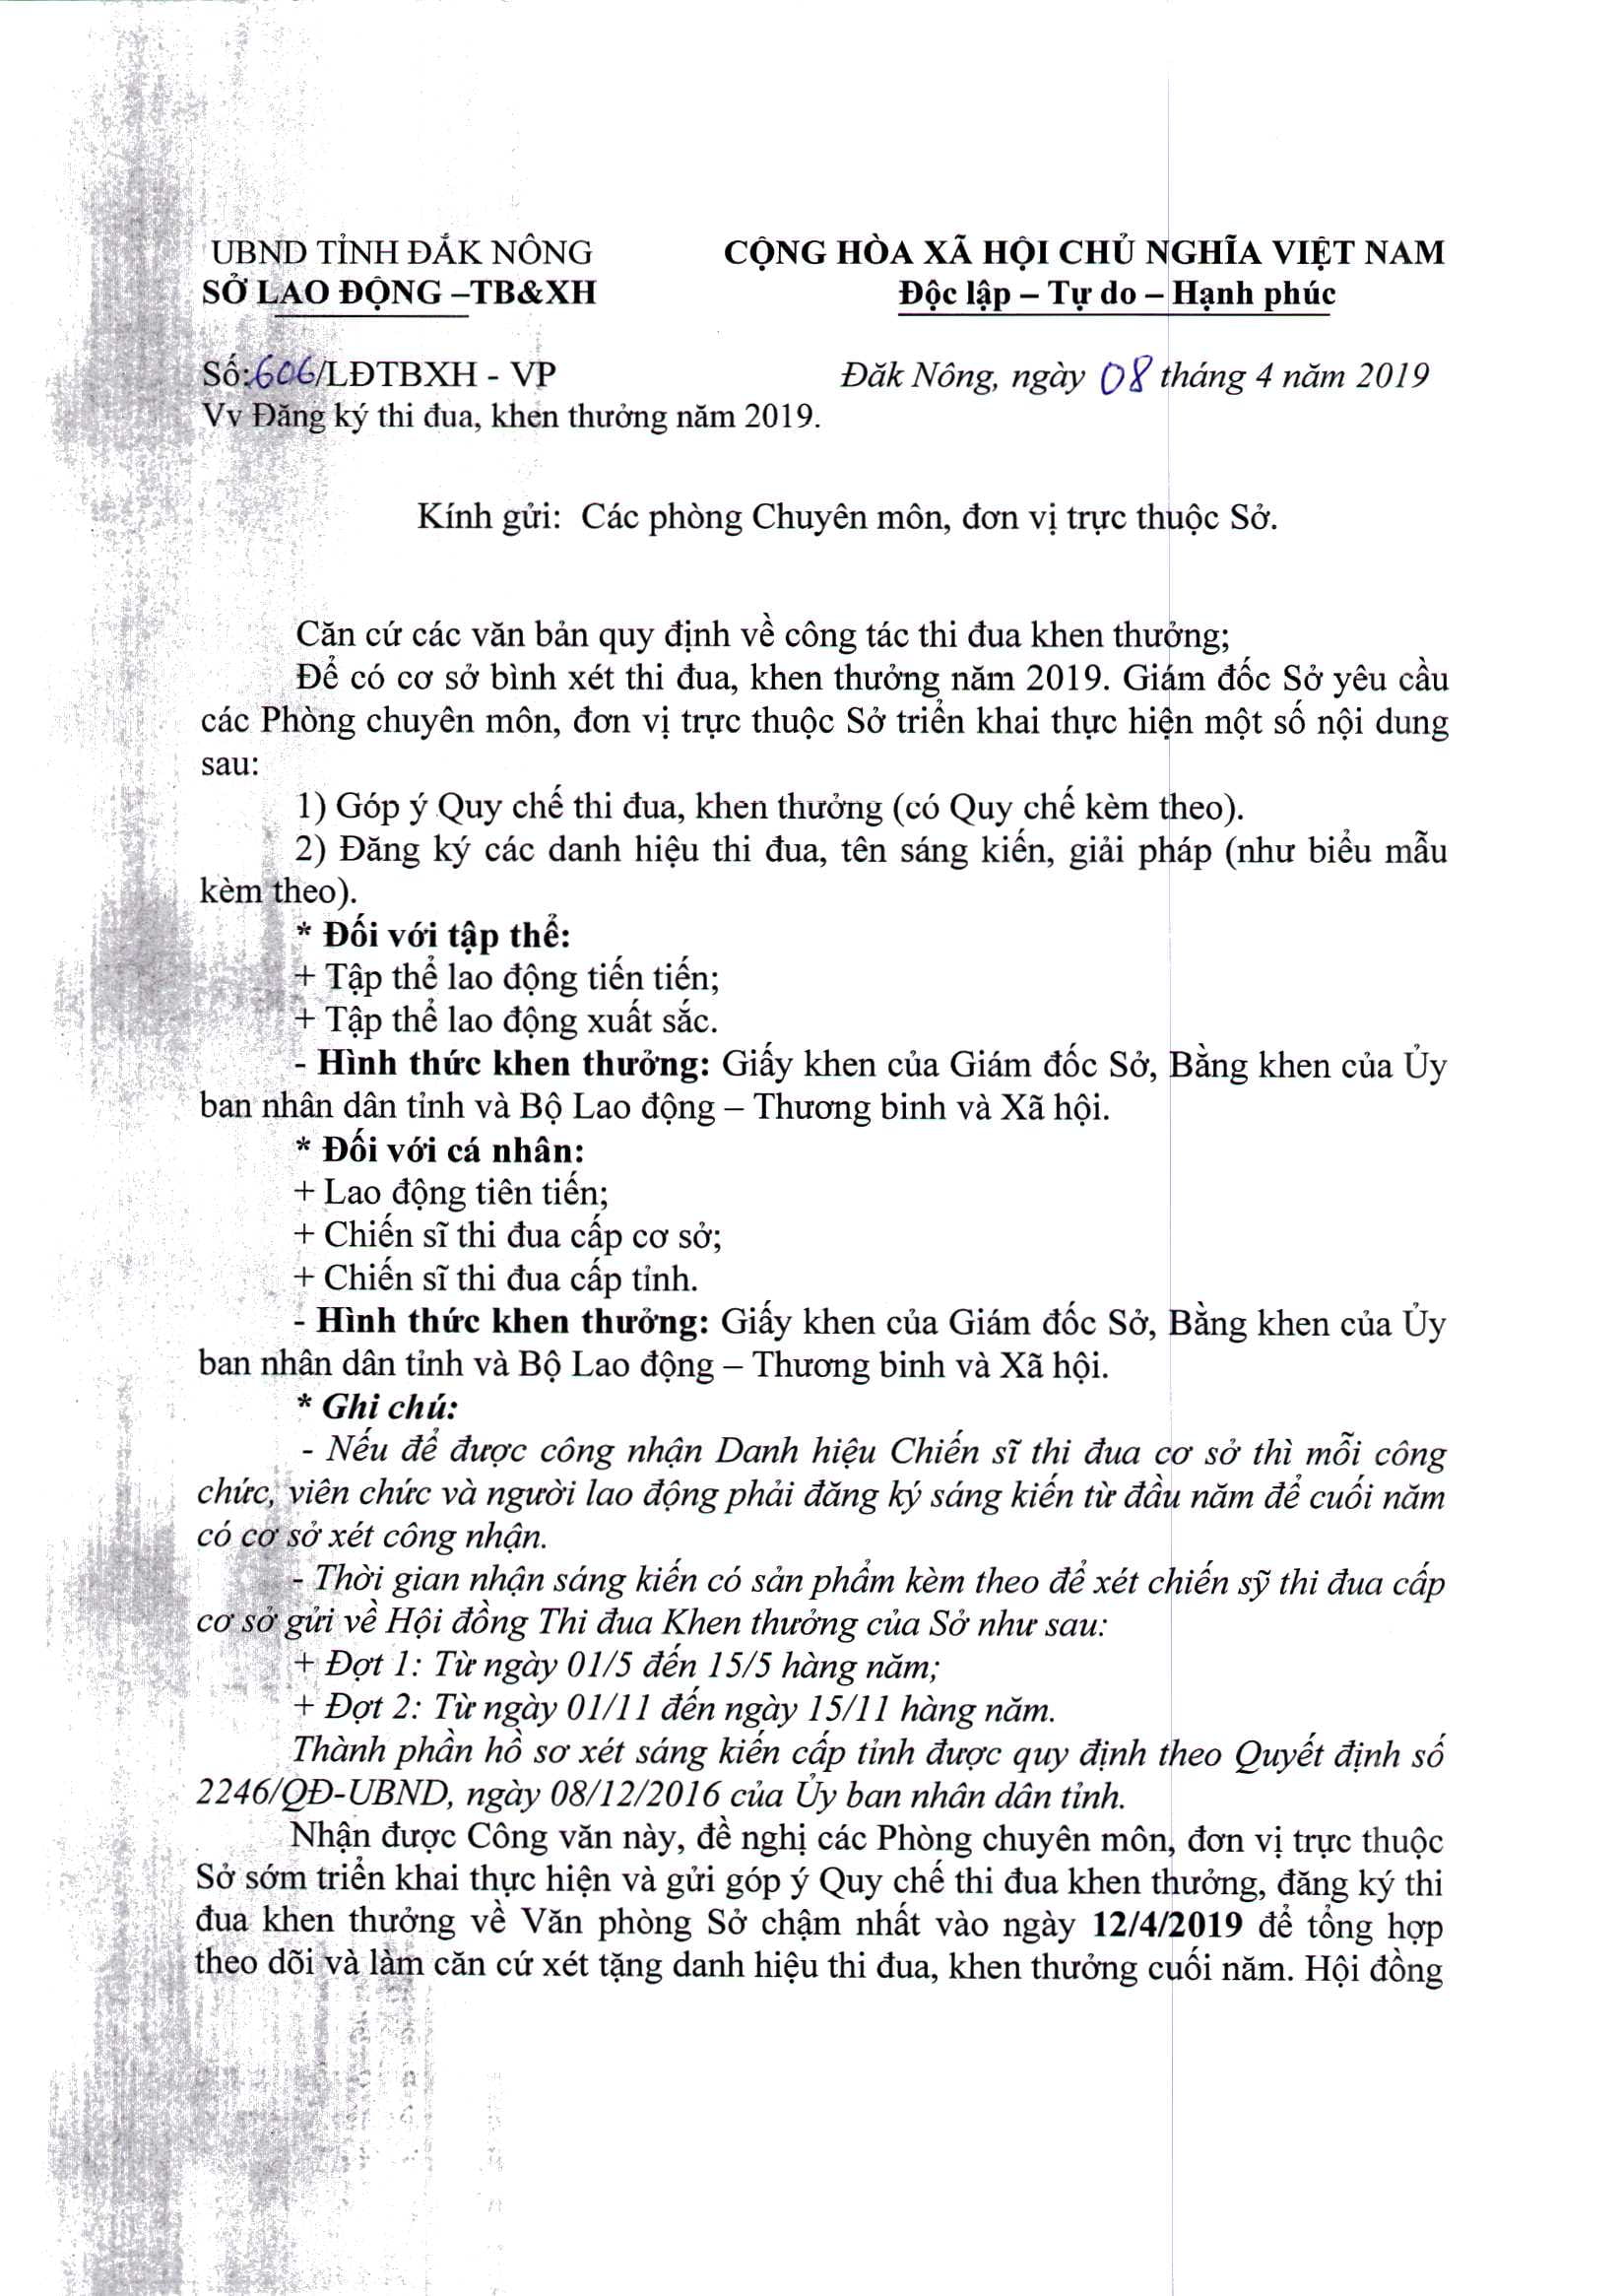 UBND TỈNH ĐẮK NÔNG
SỞ LAO ĐỘNG –TB&XH
CỘNG HÒA XÃ HỘI CHỦ NGHĨA VIỆT NAM
Độc lập – Tự do – Hạnh phúc
Số:606/LĐTBXH - VP
Đăk Nông, ngày 08 tháng 4 năm 2019
Vv Đăng ký thi đua, khen thưởng năm 2019.
Kính gửi: Các phòng Chuyên môn, đơn vị trực thuộc Sở.
Căn cứ các văn bản quy định về công tác thi đua khen thưởng;
Để có cơ sở bình xét thi đua, khen thưởng năm 2019. Giám đốc Sở yêu cầu
các Phòng chuyên môn, đơn vị trực thuộc Sở triển khai thực hiện một số nội dung
sau:
1) Góp ý Quy chế thi đua, khen thưởng (có Quy chế kèm theo).
2) Đăng ký các danh hiệu thi đua, tên sáng kiến, giải pháp (như biểu mẫu
kèm theo).
* Đối với tập thể:
+ Tập thể lao động tiến tiến;
+ Tập thể lao động xuất sắc.
- Hình thức khen thưởng: Giấy khen của Giám đốc Sở, Bằng khen của Ủy
ban nhân dân tỉnh và Bộ Lao động – Thương binh và Xã hội.
* Đối với cá nhân:
+ Lao động tiên tiến;
+ Chiến sĩ thi đua cấp cơ sở;
+ Chiến sĩ thi đua cấp tỉnh.
- Hình thức khen thưởng: Giấy khen của Giám đốc Sở, Bằng khen của Ủy
ban nhân dân tỉnh và Bộ Lao động – Thương binh và Xã hội.
* Ghi chú:
- Nếu để được công nhận Danh hiệu Chiến sĩ thi đua cơ sở thì mỗi công
chức, viên chức và người lao động phải đăng ký sáng kiến từ đầu năm để cuối năm
có cơ sở xét công nhận.
- Thời gian nhận sáng kiến có sản phẩm kèm theo để xét chiến sỹ thi đua cấp
cơ sở gửi về Hội đồng Thi đua Khen thưởng của Sở như sau:
+ Đợt 1: Từ ngày 01/5 đến 15/5 hàng năm;
+ Đợt 2: Từ ngày 01/11 đến ngày 15/11 hàng năm.
Thành phần hồ sơ xét sáng kiến cấp tỉnh được quy định theo Quyết định số
2246/QĐ-UBND, ngày 08/12/2016 của Ủy ban nhân dân tỉnh.
Nhận được Công văn này, đề nghị các Phòng chuyên môn, đơn vị trực thuộc
Sở sớm triển khai thực hiện và gửi góp ý Quy chế thi đua khen thưởng, đăng ký thi
đua khen thưởng về Văn phòng Sở chậm nhất vào ngày 12/4/2019 để tổng hợp
theo dõi và làm căn cứ xét tặng danh hiệu thi đua, khen thưởng cuối năm. Hội đồng